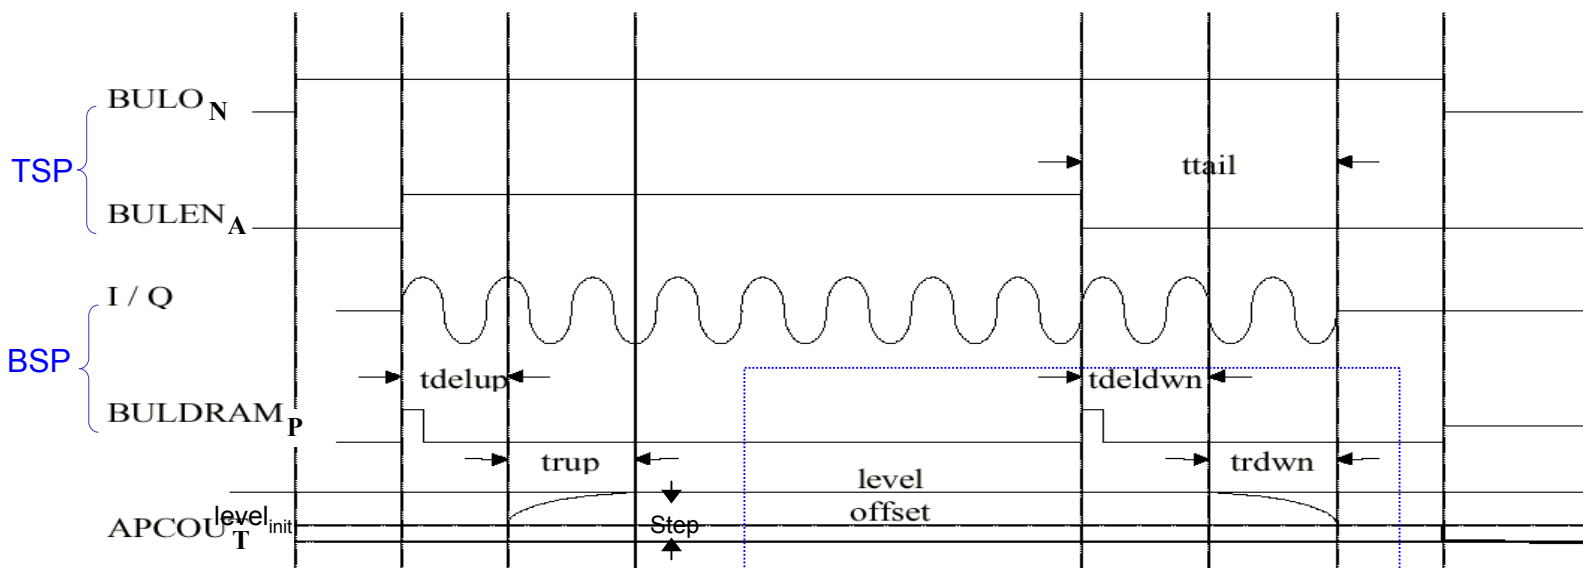 BULON
TSP
ttail
BULENA
I / Q
BSP
tdelup
tdeldwn
BULDRAMP
trup
trdwn
level
offset
levelinit
Step
APCOUT